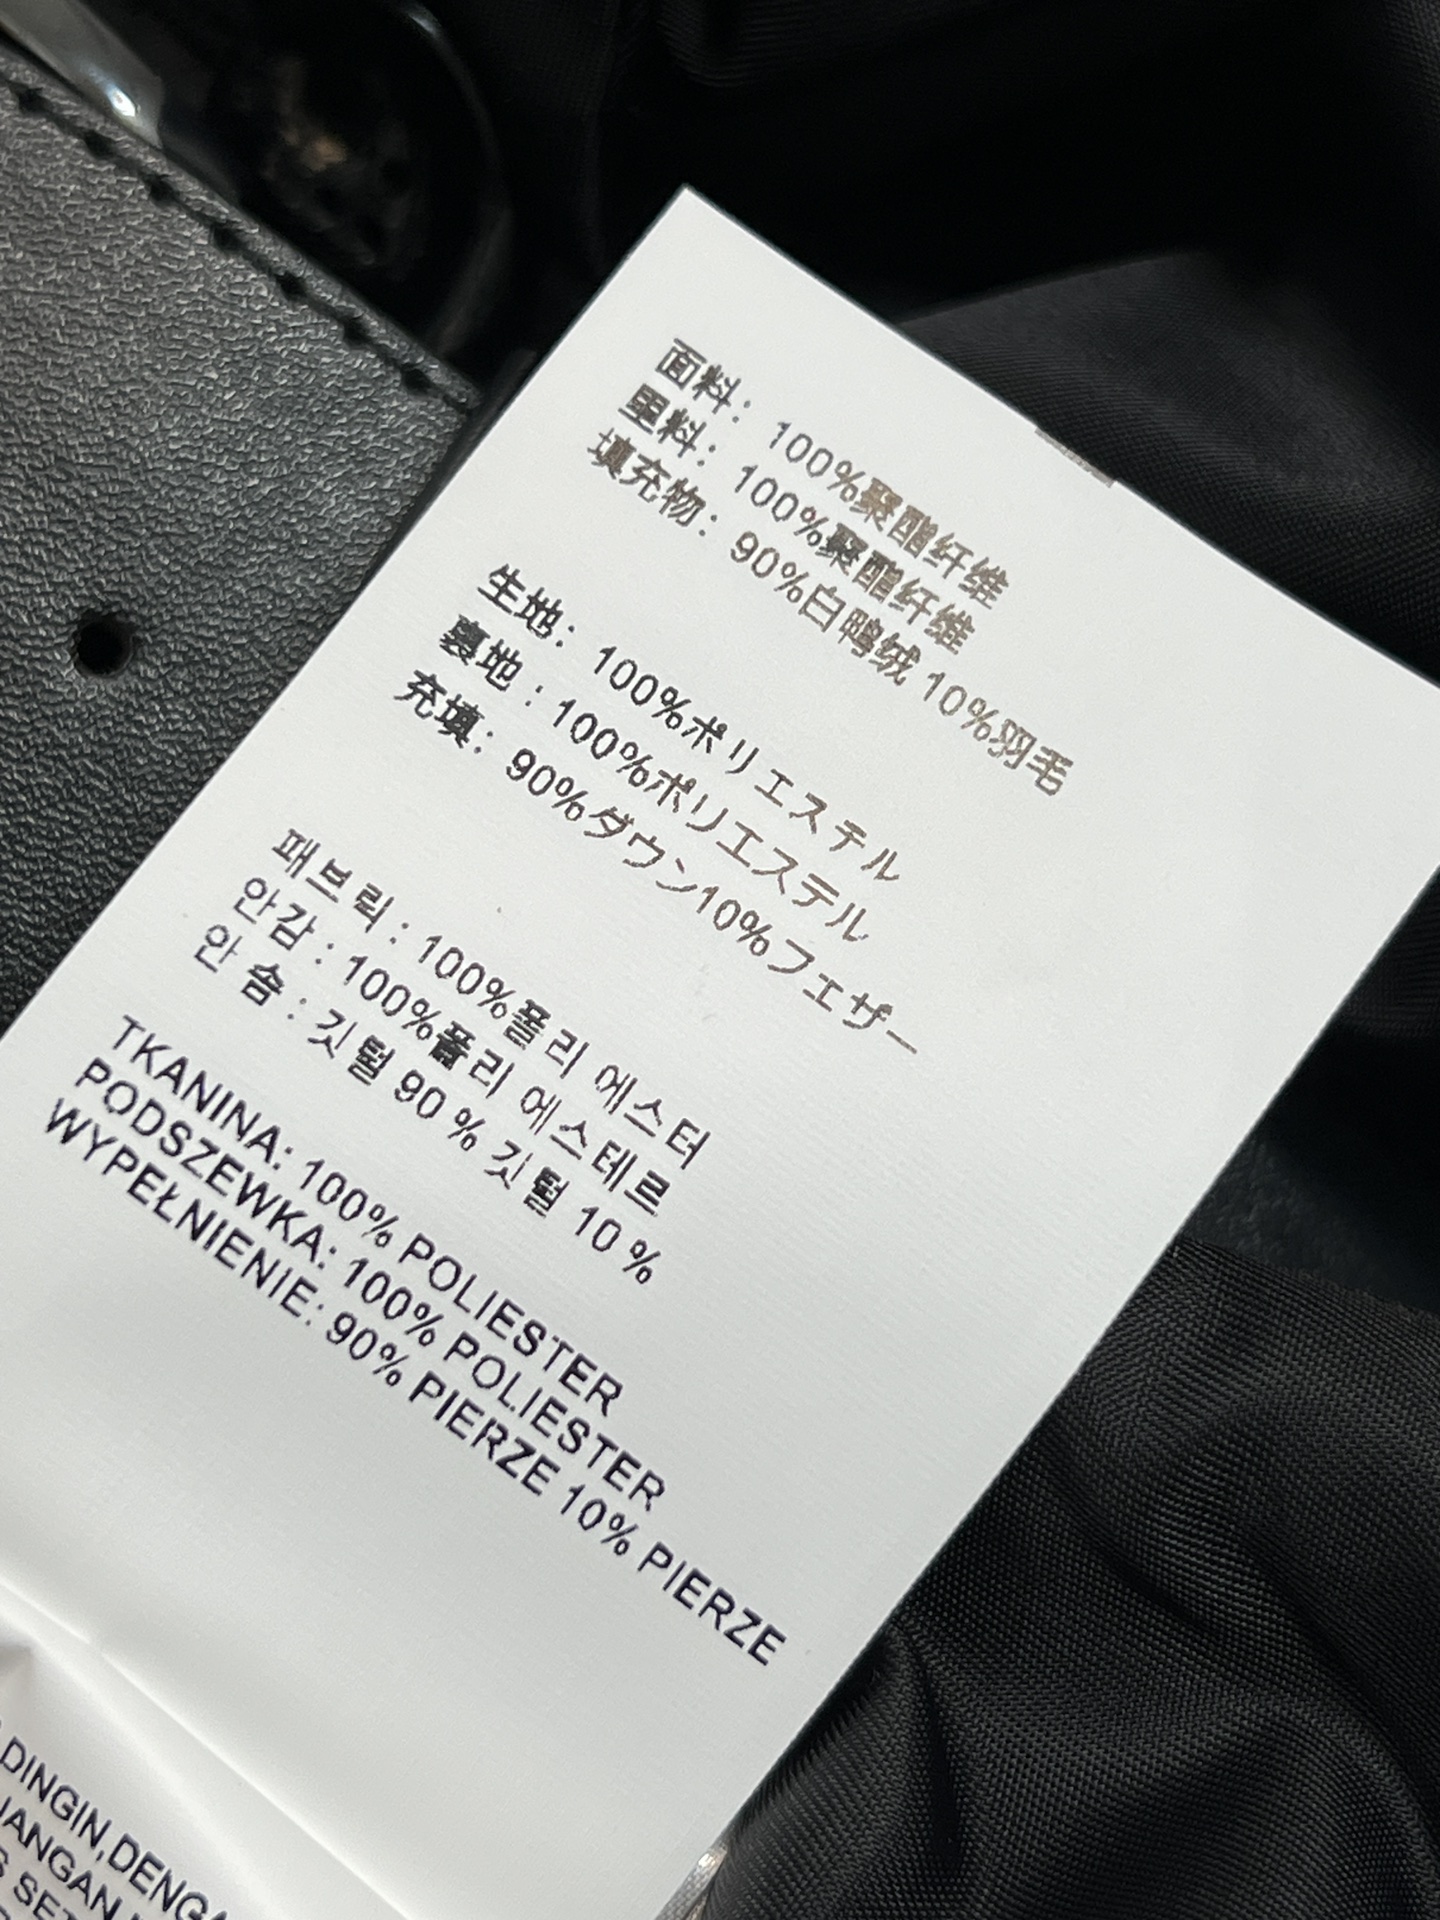 面料：100%聚酯纤维
里料：100%聚酯纤维
填充物：90%白鸭绒 10%羽毛
生地：100%ポリエステル
裏地：100%ポリエステル
充填：90%ダウン10%フェザー
패브릭：100%폴리 에스터
안감：100%폴리 에스테르
안 솜：깃털 90 % 깃털 10 %
TKANINA: 100% POLIESTER
PODSZEWKA: 100% POLIESTER
WYPEŁNIENIE: 90% PIERZE 10% PIERZE
DINGIN,DENGA